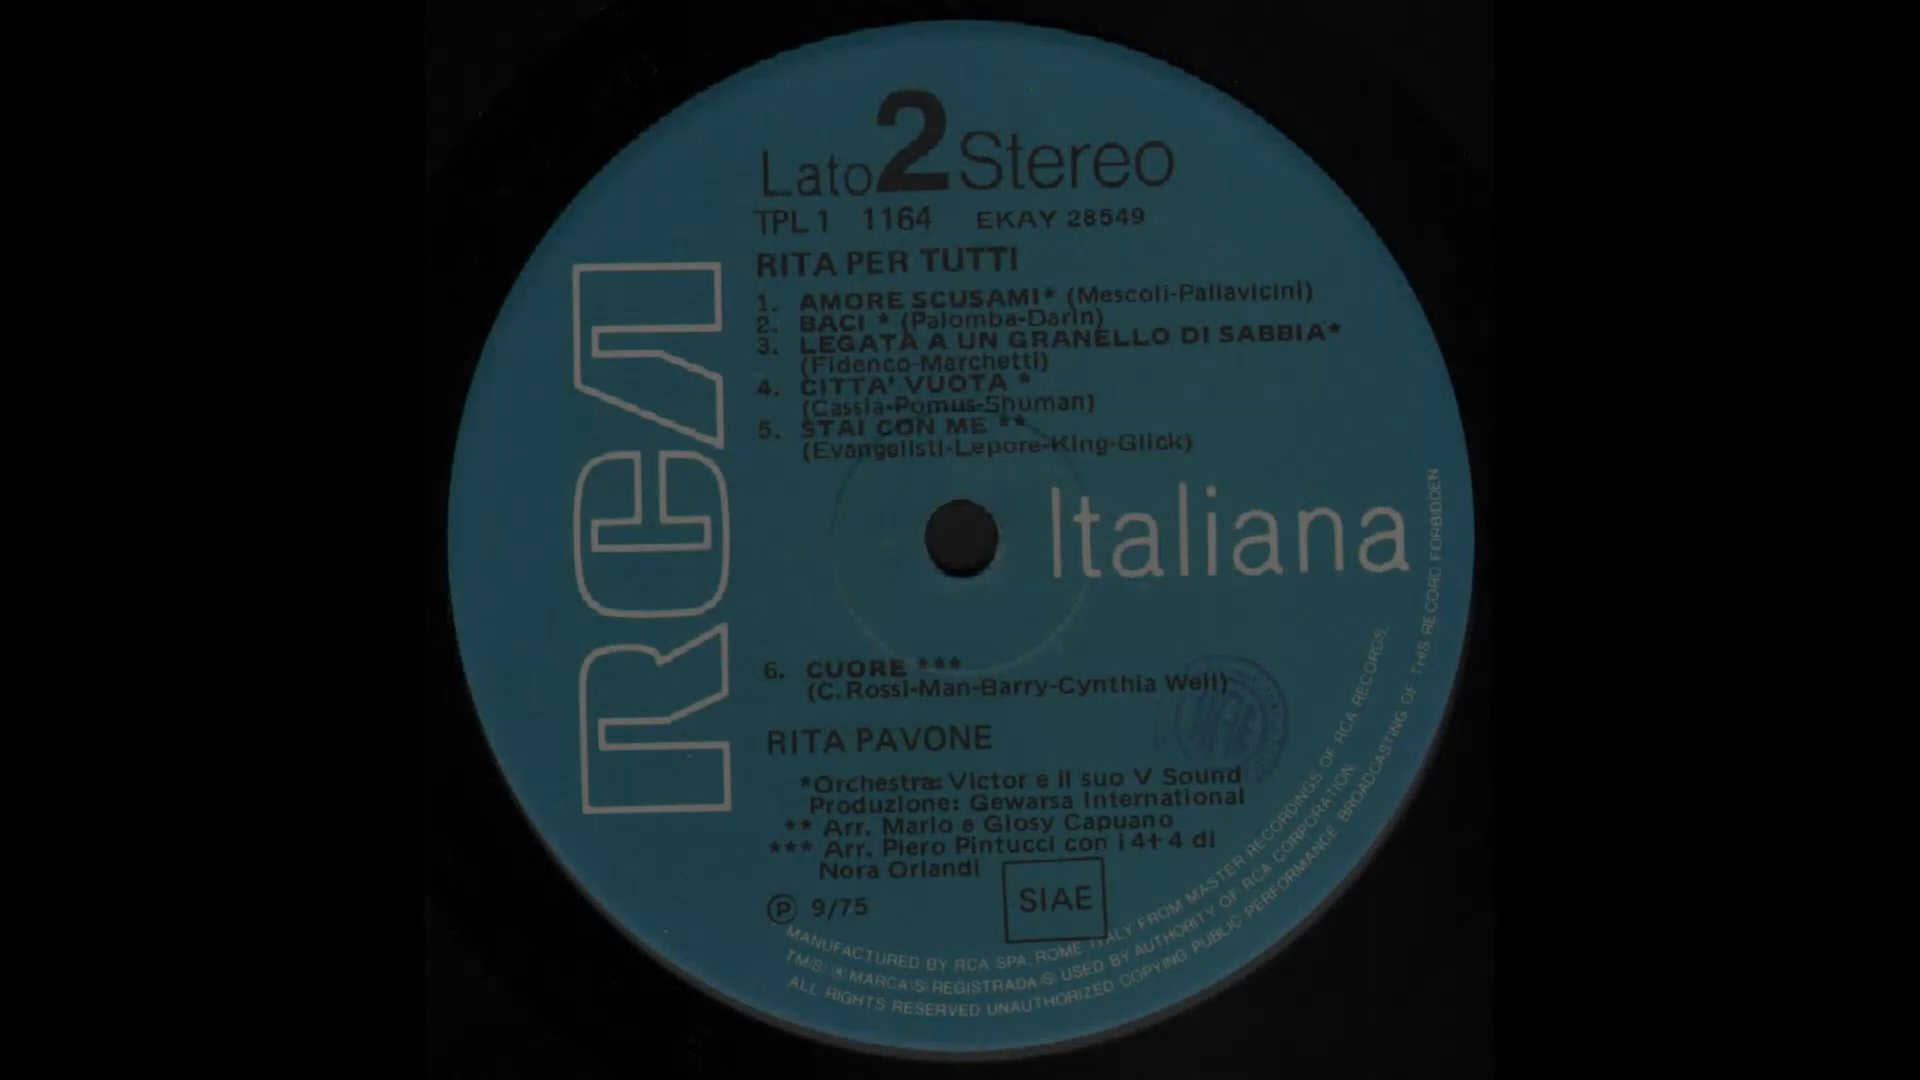 Lato 2 Stereo
TPL 1 1164 EKAY 28549
RITA PER TUTTI
1. AMORE SCUSAMI* (Mescoli-Pallavicini)
2. BACI * (Palomba-Darin)
3. LEGATA A UN GRANELLO DI SABBIA*
(Fidenco-Marchetti)
4. CITTA' VUOTA *
(Cassia-Pomus-Shuman)
5. STAI CON ME **
(Evangelisti-Lepore-King-Glick)
RCA
Italiana
6. CUORE ***
(C. Rossi-Man-Barry-Cynthia Weil)
RITA PAVONE
*Orchestra: Victor e il suo V Sound
Produzione: Gewarsa International
** Arr. Mario e Giosy Capuano
*** Arr. Piero Pintucci con i 4+4 di
Nora Orlandi
Ⓟ 9/75
SIAE
MANUFACTURED BY RCA SPA. ROME ITALY FROM MASTER RECORDINGS OF RCA RECORDS.
TM(S) ® MARCA(S) REGISTRADA(S) USED BY AUTHORITY OF RCA CORPORATION
ALL RIGHTS RESERVED UNAUTHORIZED COPYING PUBLIC PERFORMANCE BROADCASTING OF THIS RECORD FORBIDDEN